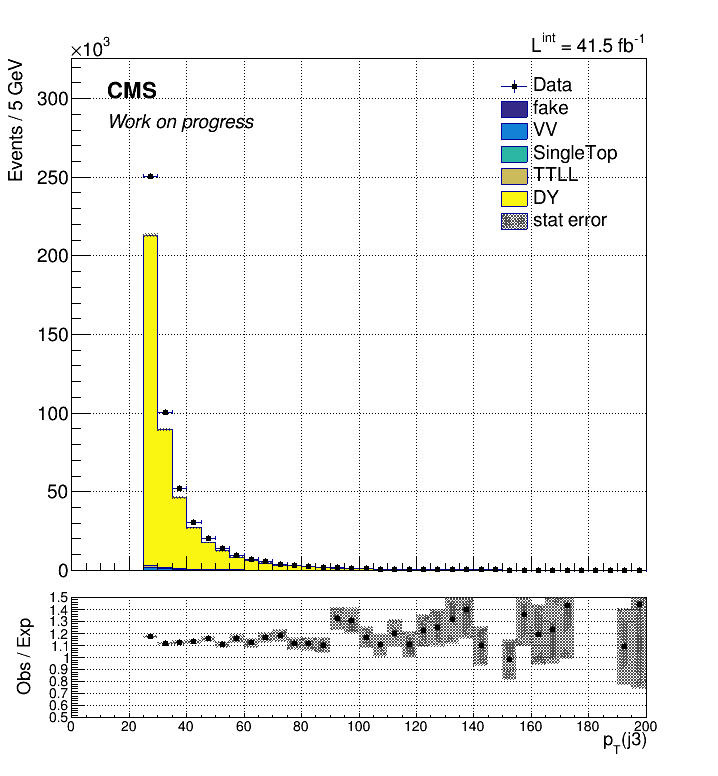 ×10³
L^int = 41.5 fb⁻¹
Events / 5 GeV
CMS
Work on progress
Data
fake
VV
SingleTop
TTLL
DY
stat error
300
250
200
150
100
50
0
Obs / Exp
1.5
1.4
1.3
1.2
1.1
1
0.9
0.8
0.7
0.6
0.5
0 20 40 60 80 100 120 140 160 180 200
p_T(j3)